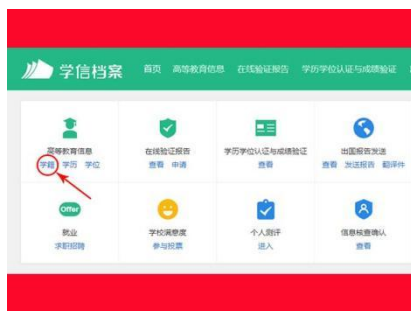 学信档案 首页 高等教育信息 在线验证报告 学历学位认证与成绩验证
高等教育信息 在线验证报告 学历学位认证与成绩验证 出国报告发送
学籍 学历 学位 查看 申请 查看 查看 发送报告 翻译件
Offer
就业 学校满意度 个人测评 信息核查确认
求职招聘 参与投票 进入 查看